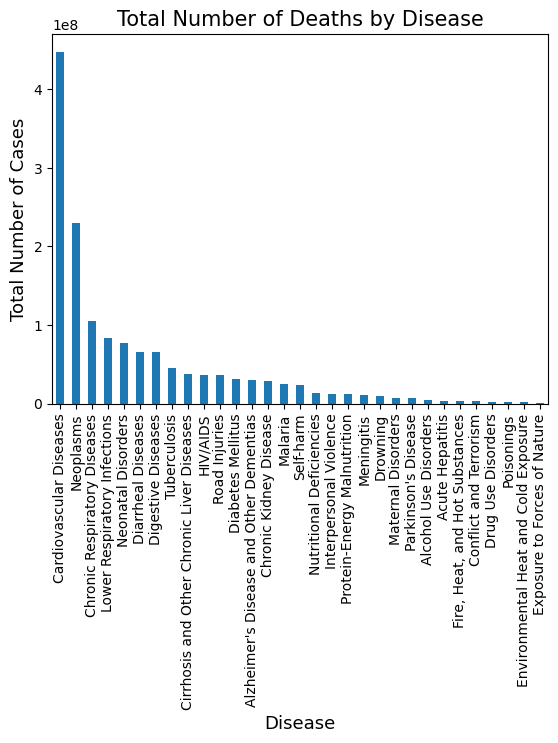 Total Number of Deaths by Disease
1e8
4
3
2
1
0
Total Number of Cases
Cardiovascular Diseases
Neoplasms
Chronic Respiratory Diseases
Lower Respiratory Infections
Neonatal Disorders
Diarrheal Diseases
Digestive Diseases
Tuberculosis
Cirrhosis and Other Chronic Liver Diseases
HIV/AIDS
Road Injuries
Diabetes Mellitus
Alzheimer's Disease and Other Dementias
Chronic Kidney Disease
Malaria
Self-harm
Nutritional Deficiencies
Interpersonal Violence
Protein-Energy Malnutrition
Meningitis
Drowning
Maternal Disorders
Parkinson's Disease
Alcohol Use Disorders
Acute Hepatitis
Fire, Heat, and Hot Substances
Conflict and Terrorism
Drug Use Disorders
Poisonings
Environmental Heat and Cold Exposure
Exposure to Forces of Nature
Disease